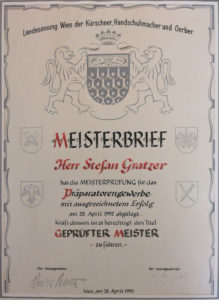 Landesinnung Wien der Kürschner, Handschuhmacher und Gerber
MEISTERBRIEF
Herr Stefan Gratzer
hat die MEISTERPRÜFUNG für das
Präparatorengewerbe
mit ausgezeichnetem Erfolg
am 28. April 1992 abgelegt.
Kraft dessen ist er berechtigt den Titel
GEPRÜFTER MEISTER
- zu führen. -
Wien, am 28. April 1992